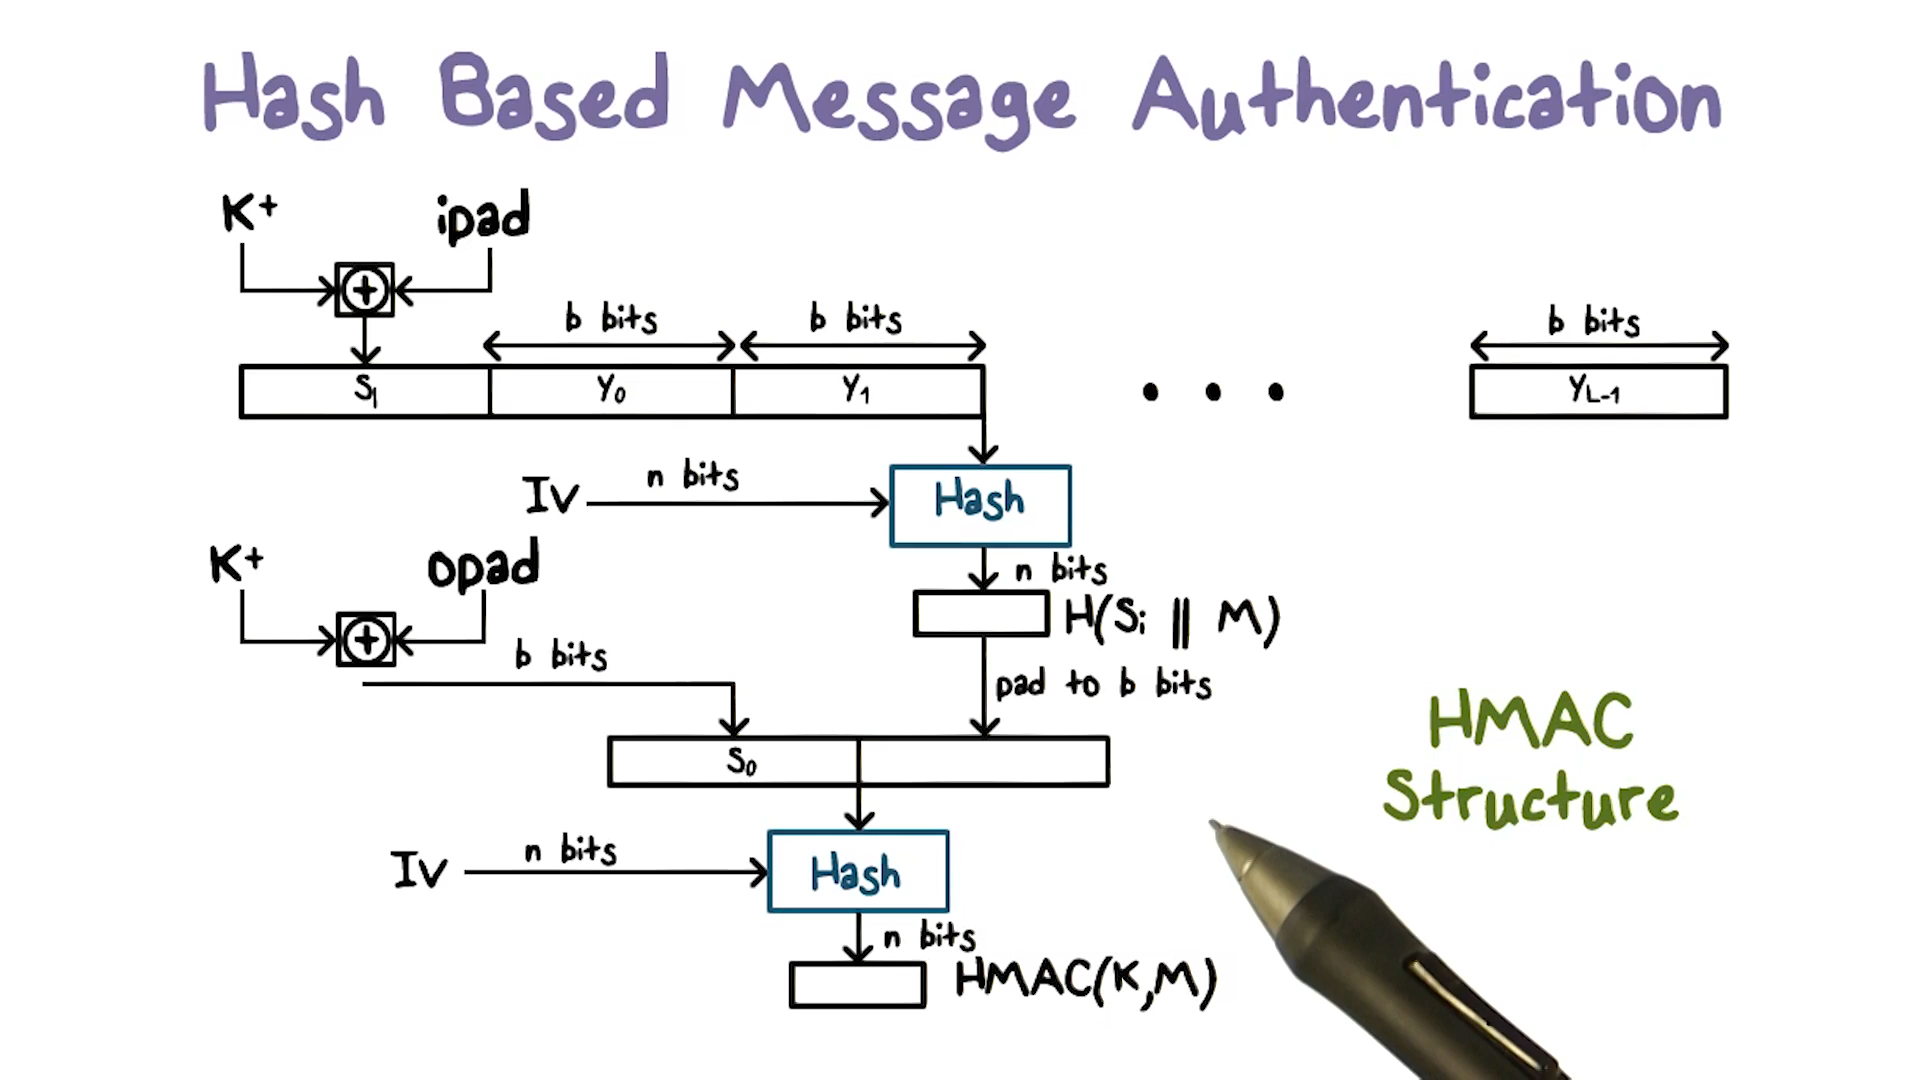 Hash Based Message Authentication
K+ ipad
+
b bits b bits b bits
S1 Y0 Y1 • • • YL-1
IV n bits Hash
K+ opad
n bits
H(Si || M)
+
b bits
pad to b bits
S0
HMAC
Structure
IV n bits Hash
n bits
HMAC(K,M)